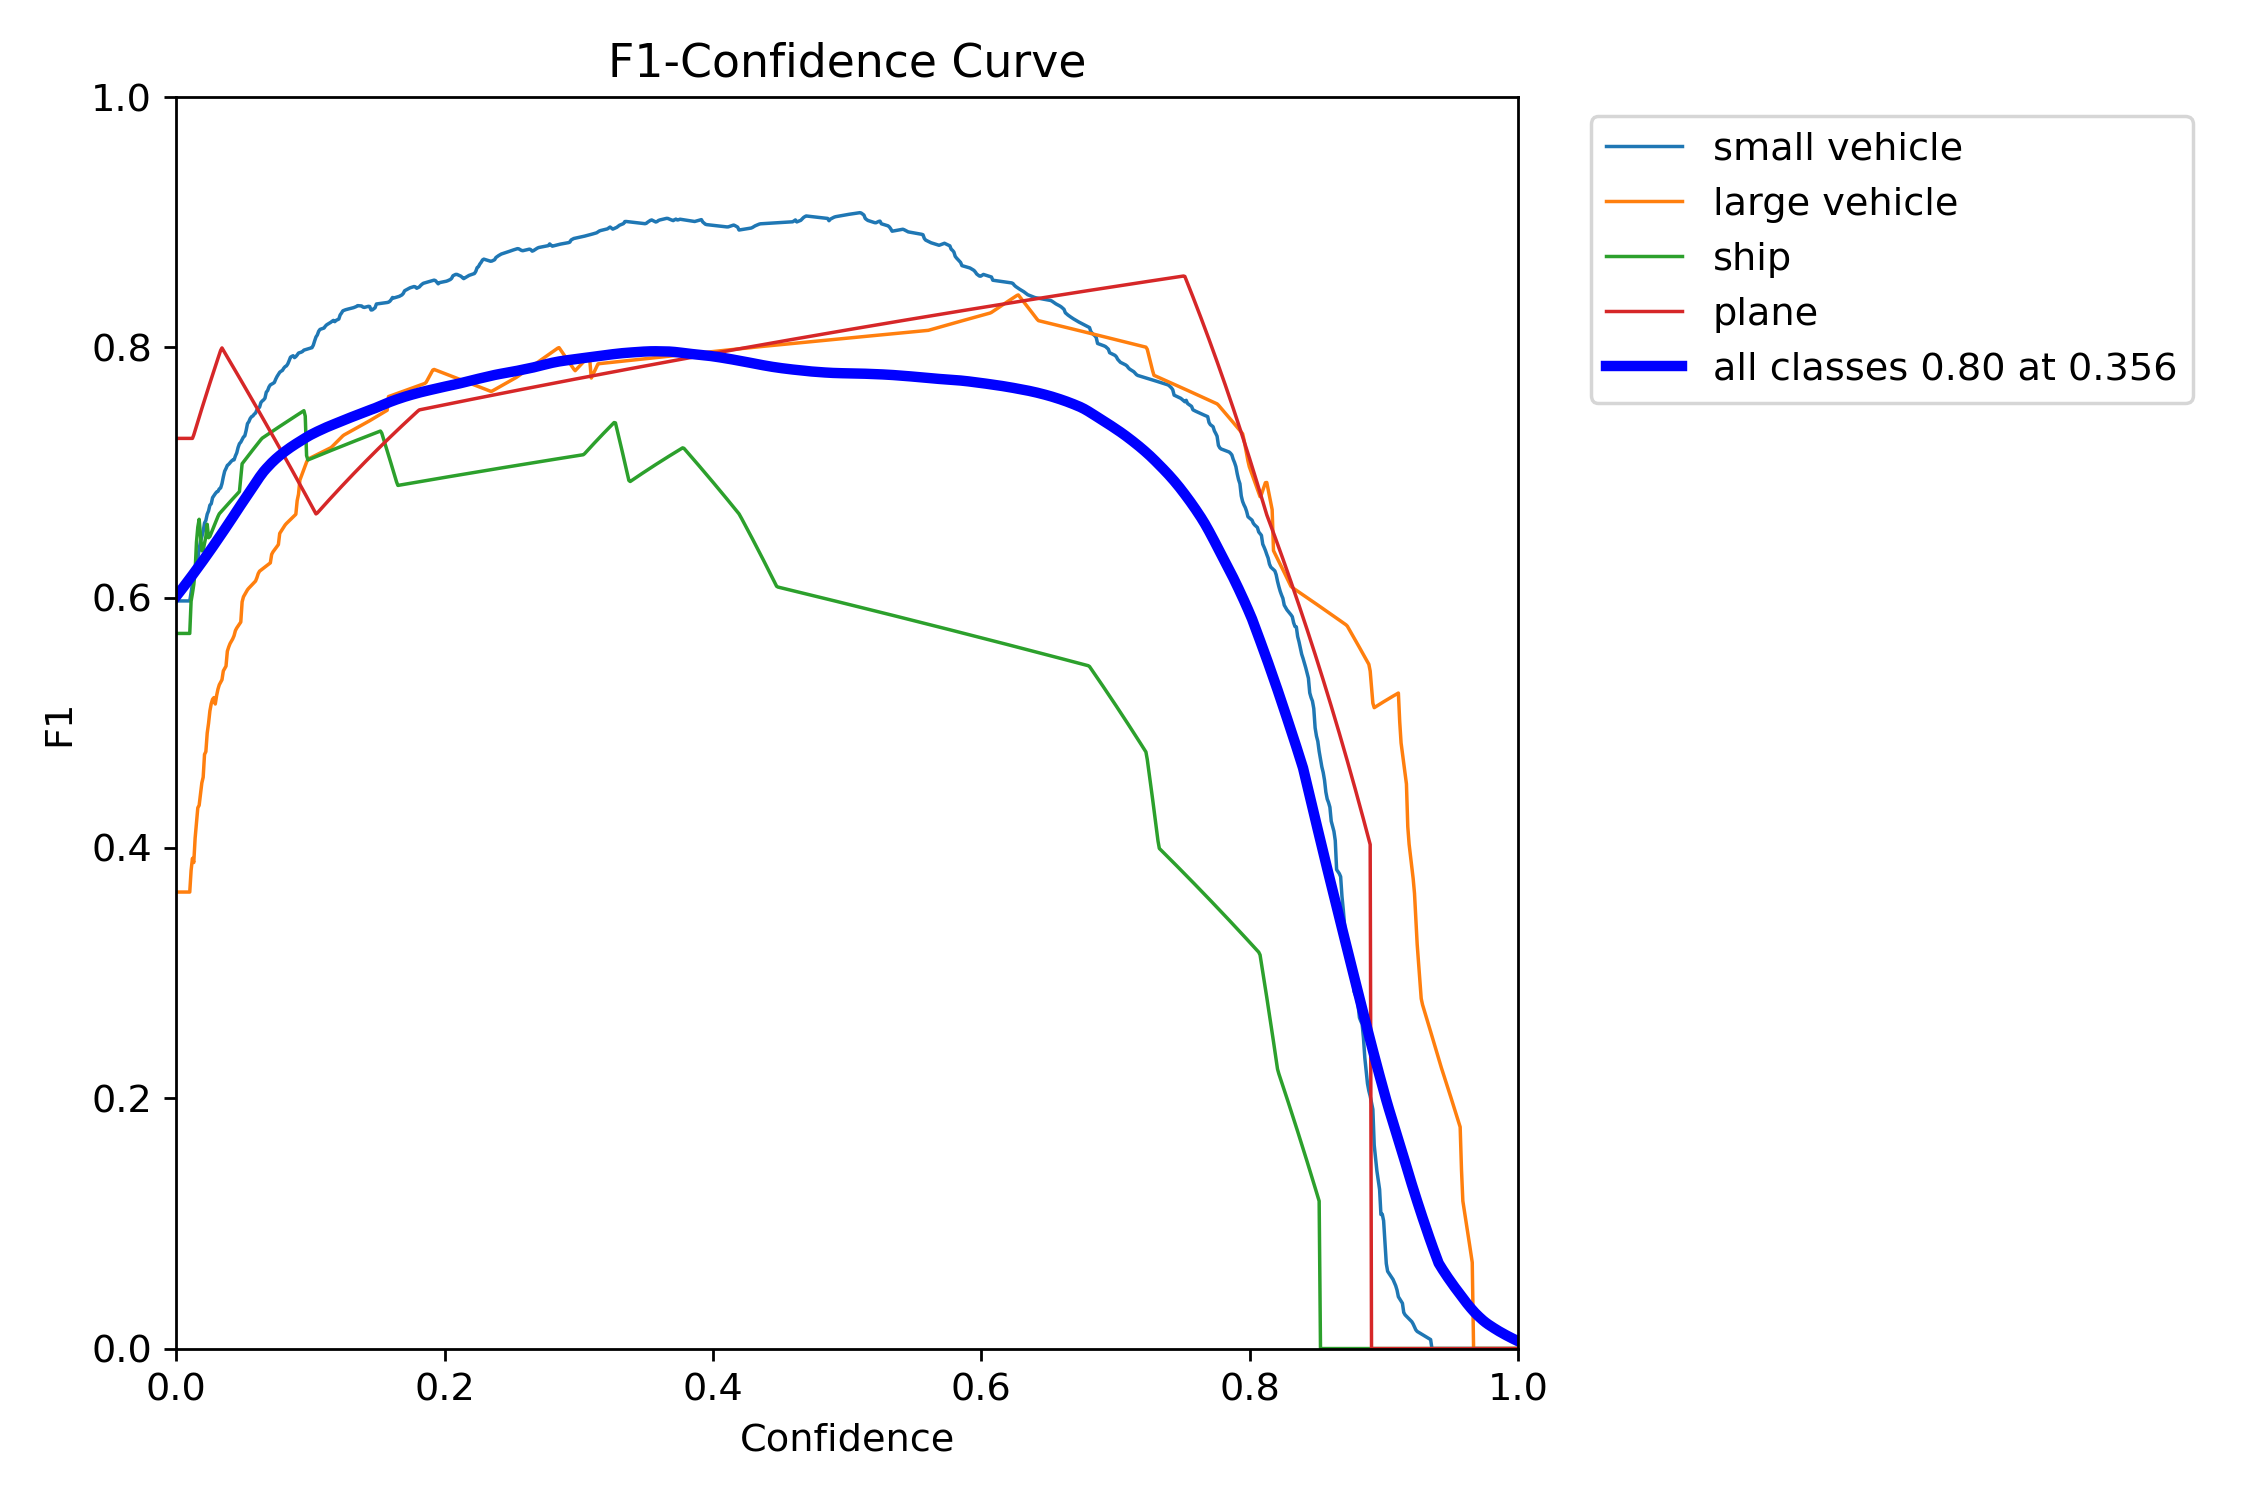 F1-Confidence Curve
1.0
0.8
0.6
0.4
0.2
0.0
F1
0.0 0.2 0.4 0.6 0.8 1.0
Confidence
small vehicle
large vehicle
ship
plane
all classes 0.80 at 0.356